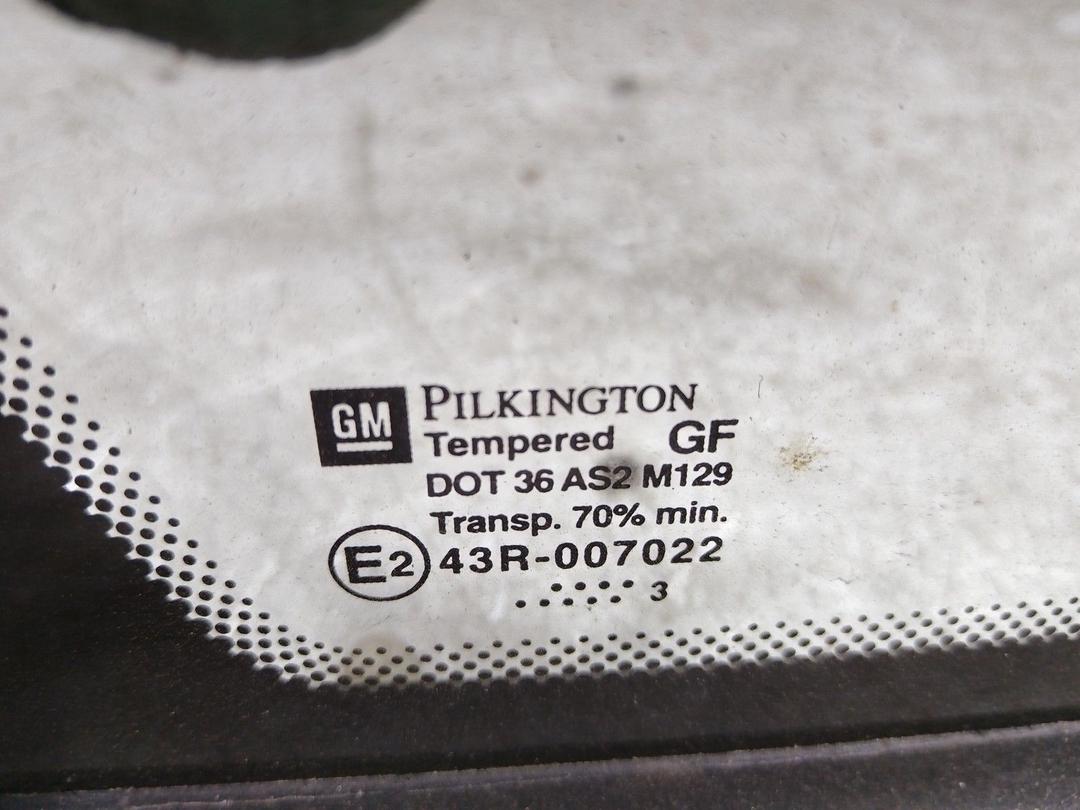 GM PILKINGTON
Tempered GF
DOT 36 AS2 M129
Transp. 70% min.
E2 43R-007022
3